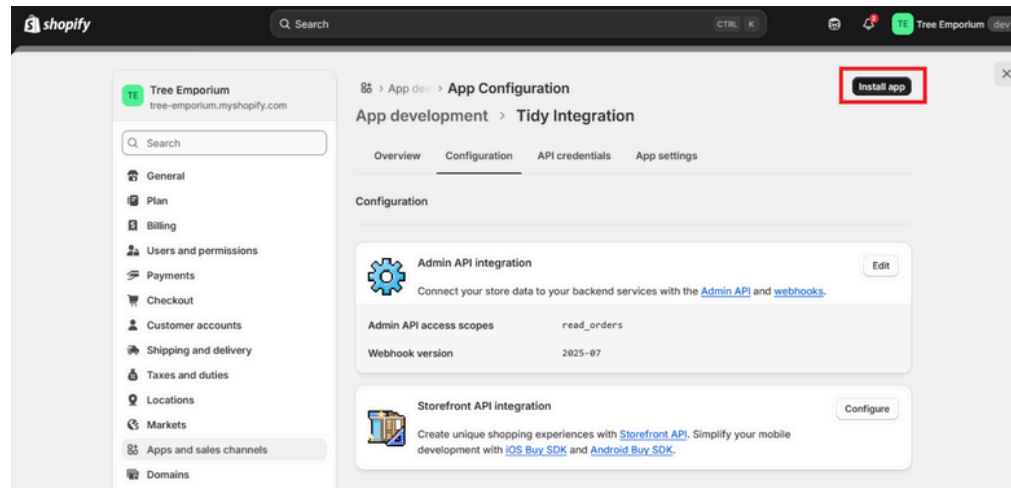 shopify
Search
CTRL K
TE Tree Emporium dev
TE Tree Emporium
tree-emporium.myshopify.com
Search
General
Plan
Billing
Users and permissions
Payments
Checkout
Customer accounts
Shipping and delivery
Taxes and duties
Locations
Markets
Apps and sales channels
Domains
App dev App Configuration
Install app
App development > Tidy Integration
Overview Configuration API credentials App settings
Configuration
Admin API integration
Edit
Connect your store data to your backend services with the Admin API and webhooks.
Admin API access scopes read_orders
Webhook version 2025-07
Storefront API integration
Configure
Create unique shopping experiences with Storefront API. Simplify your mobile
development with iOS Buy SDK and Android Buy SDK.